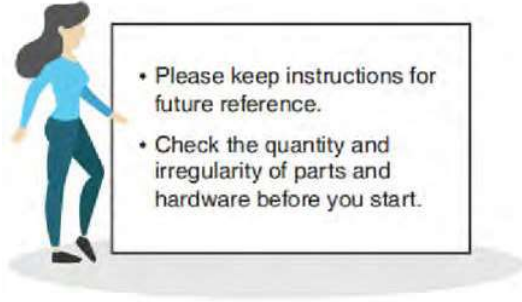 • Please keep instructions for
future reference.
• Check the quantity and
irregularity of parts and
hardware before you start.